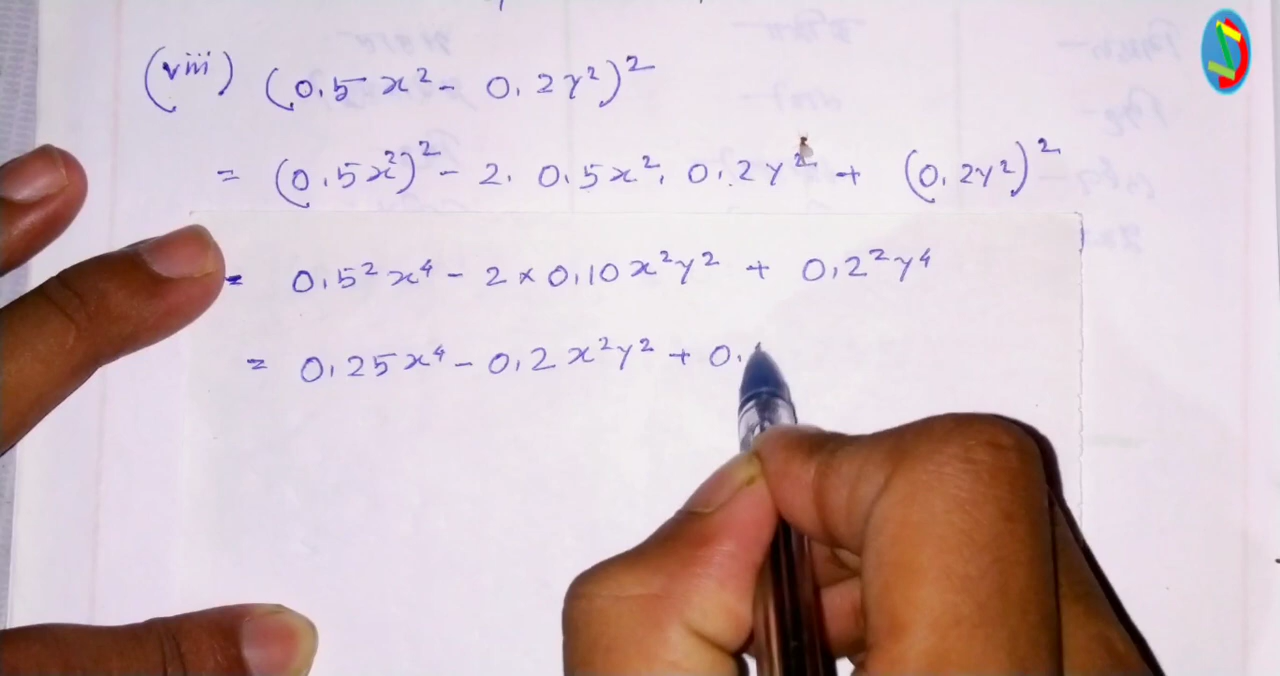 (viii) (0.5x² - 0.2y²)²
= (0.5x²)² - 2. 0.5x². 0.2y² + (0.2y²)²
= 0.5²x⁴ - 2 × 0.10x²y² + 0.2²y⁴
= 0.25x⁴ - 0.2x²y² + 0.